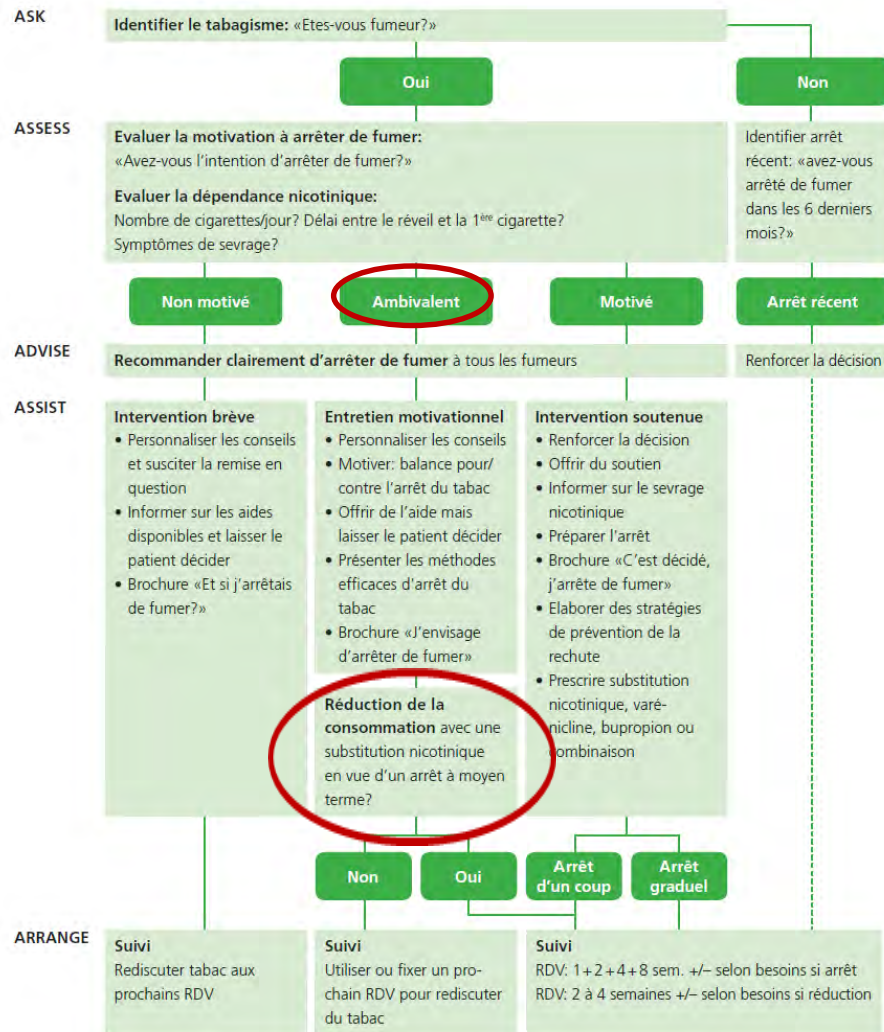 ASK
Identifier le tabagisme: «Etes-vous fumeur?»
Oui
Non
ASSESS
Evaluer la motivation à arrêter de fumer:
«Avez-vous l'intention d'arrêter de fumer?»
Evaluer la dépendance nicotinique:
Nombre de cigarettes/jour? Délai entre le réveil et la 1ère cigarette?
Symptômes de sevrage?
Identifier arrêt
récent: «avez-vous
arrêté de fumer
dans les 6 derniers
mois?»
Non motivé
Ambivalent
Motivé
Arrêt récent
ADVISE
Recommander clairement d'arrêter de fumer à tous les fumeurs
Renforcer la décision
ASSIST
Intervention brève
• Personnaliser les conseils
et susciter la remise en
question
• Informer sur les aides
disponibles et laisser le
patient décider
• Brochure «Et si j'arrêtais
de fumer?»
Entretien motivationnel
• Personnaliser les conseils
• Motiver: balance pour/
contre l'arrêt du tabac
• Offrir de l'aide mais
laisser le patient décider
• Présenter les méthodes
efficaces d'arrêt du
tabac
• Brochure «J'envisage
d'arrêter de fumer»
Réduction de la
consommation avec une
substitution nicotinique
en vue d'un arrêt à moyen
terme?
Intervention soutenue
• Renforcer la décision
• Offrir du soutien
• Informer sur le sevrage
nicotinique
• Préparer l'arrêt
• Brochure «C'est décidé,
j'arrête de fumer»
• Elaborer des stratégies
de prévention de la
rechute
• Prescrire substitution
nicotinique, varé-
nicline, bupropion ou
combinaison
Non
Oui
Arrêt
d'un coup
Arrêt
graduel
ARRANGE
Suivi
Rediscuter tabac aux
prochains RDV
Suivi
Utiliser ou fixer un pro-
chain RDV pour rediscuter
du tabac
Suivi
RDV: 1+2+4+8 sem. +/– selon besoins si arrêt
RDV: 2 à 4 semaines +/– selon besoins si réduction